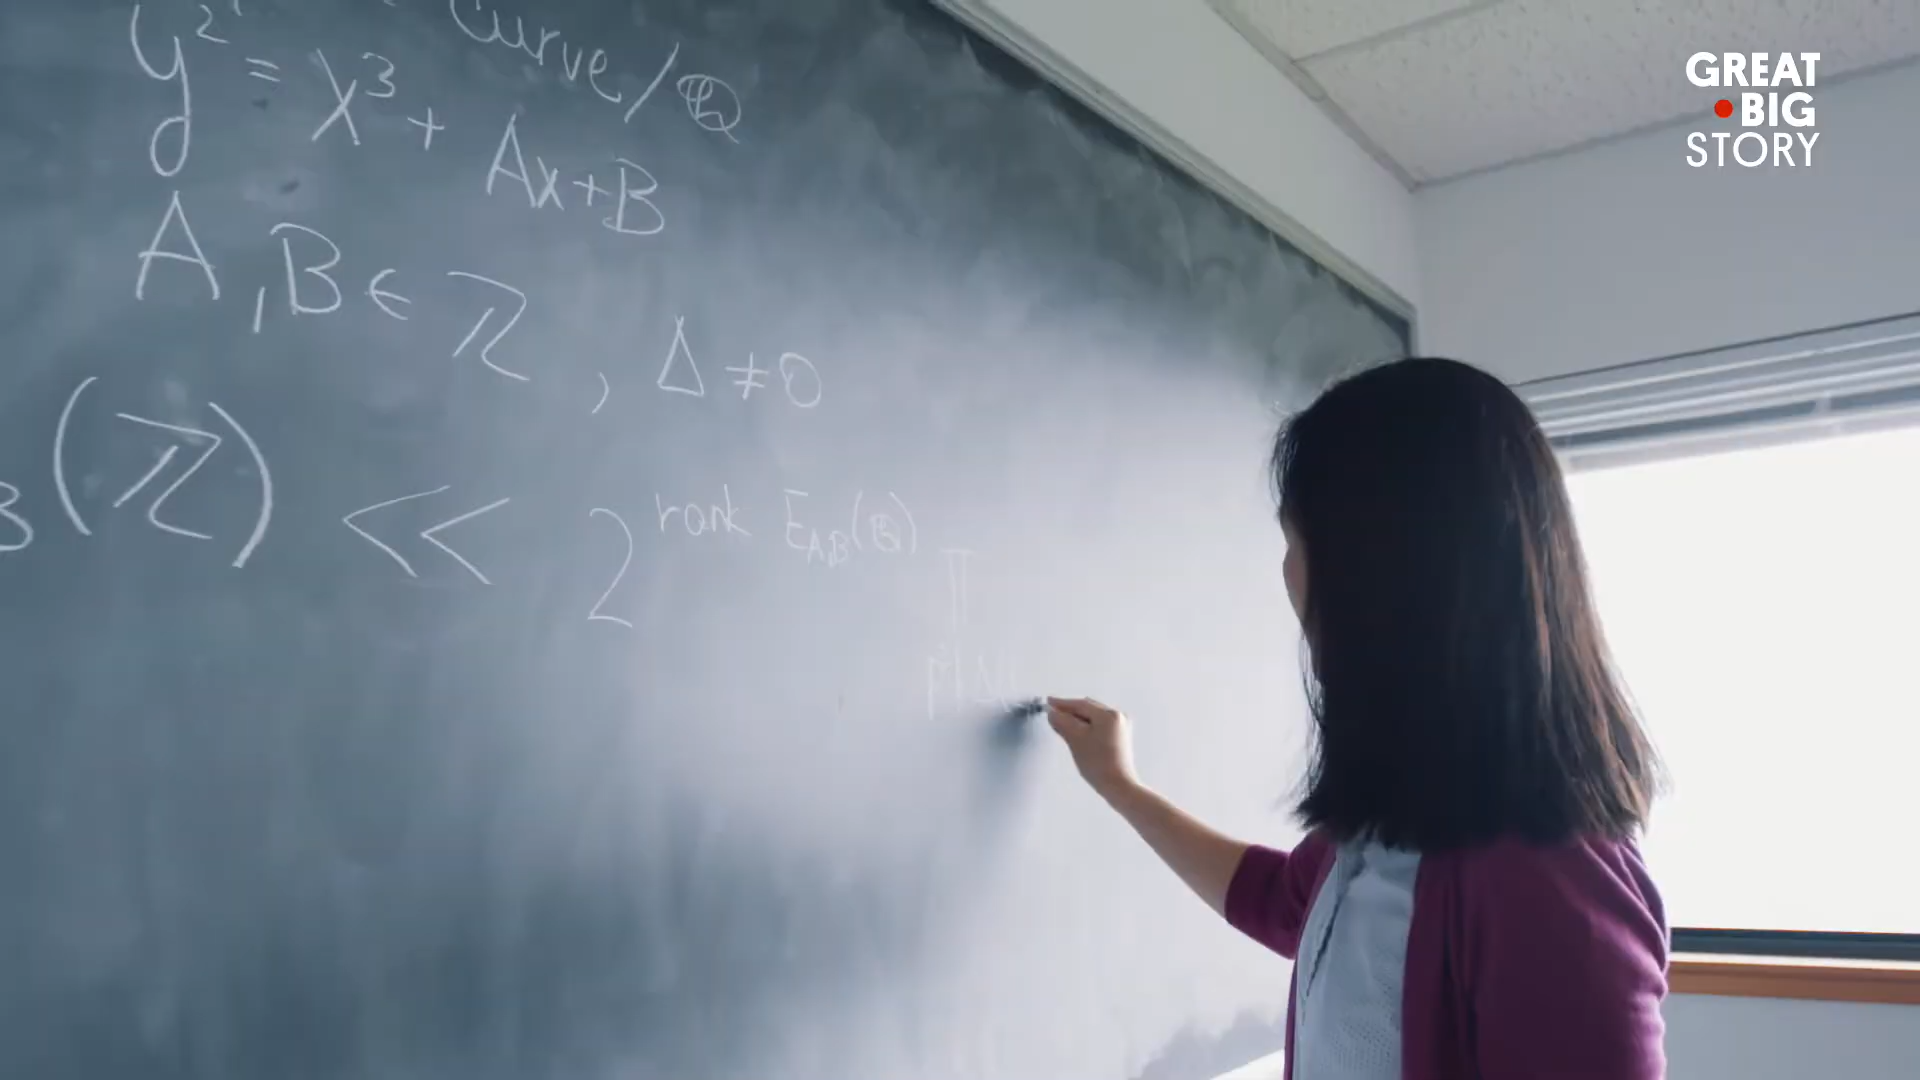 Curve/ℚ
y² = x³ + Ax+B
A, B ∈ ℤ, Δ ≠ 0
B(ℤ) << 2^rank E_A,B(ℚ)
∏
GREAT
BIG
STORY